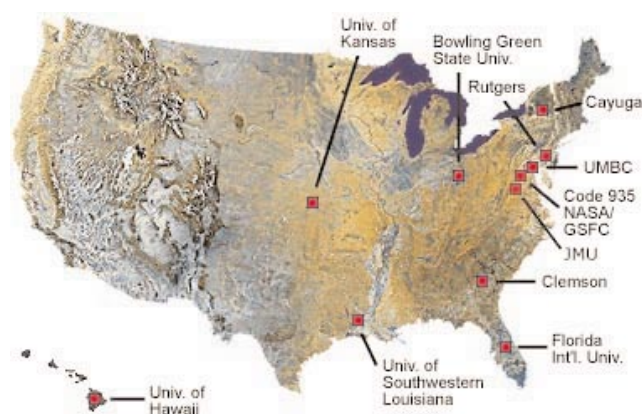 Univ. of
Kansas
Bowling Green
State Univ.
Rutgers
Cayuga
UMBC
Code 935
NASA/
GSFC
JMU
Clemson
Florida
Int'l. Univ.
Univ. of
Southwestern
Louisiana
Univ. of
Hawaii